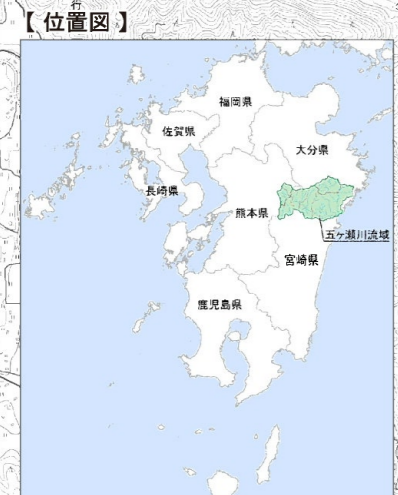 【位置図】
福岡県
佐賀県
大分県
長崎県
熊本県
五ヶ瀬川流域
宮崎県
鹿児島県